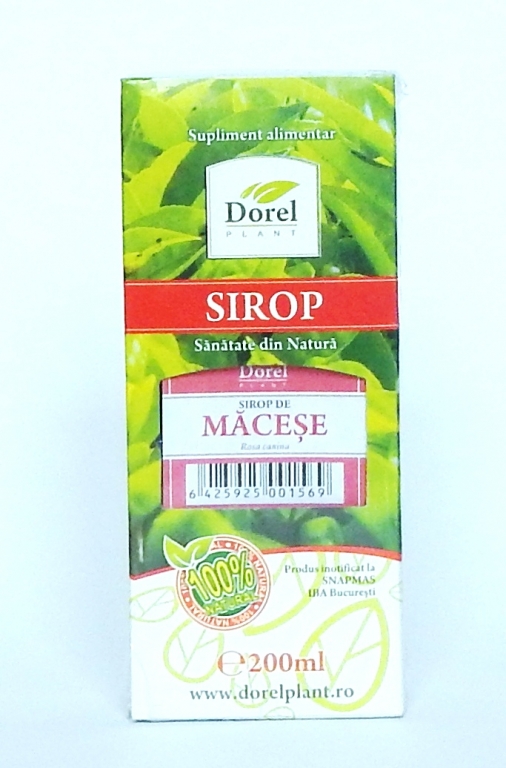 Supliment alimentar
Dorel
PLANT
SIROP
Sănătate din Natură
Dorel
PLANT
SIROP DE
MĂCEȘE
Rosa canina
6 425925 001569
100%
NATURAL
Produs notificat la
SNAPMAS
IBA București
℮200ml
www.dorelplant.ro